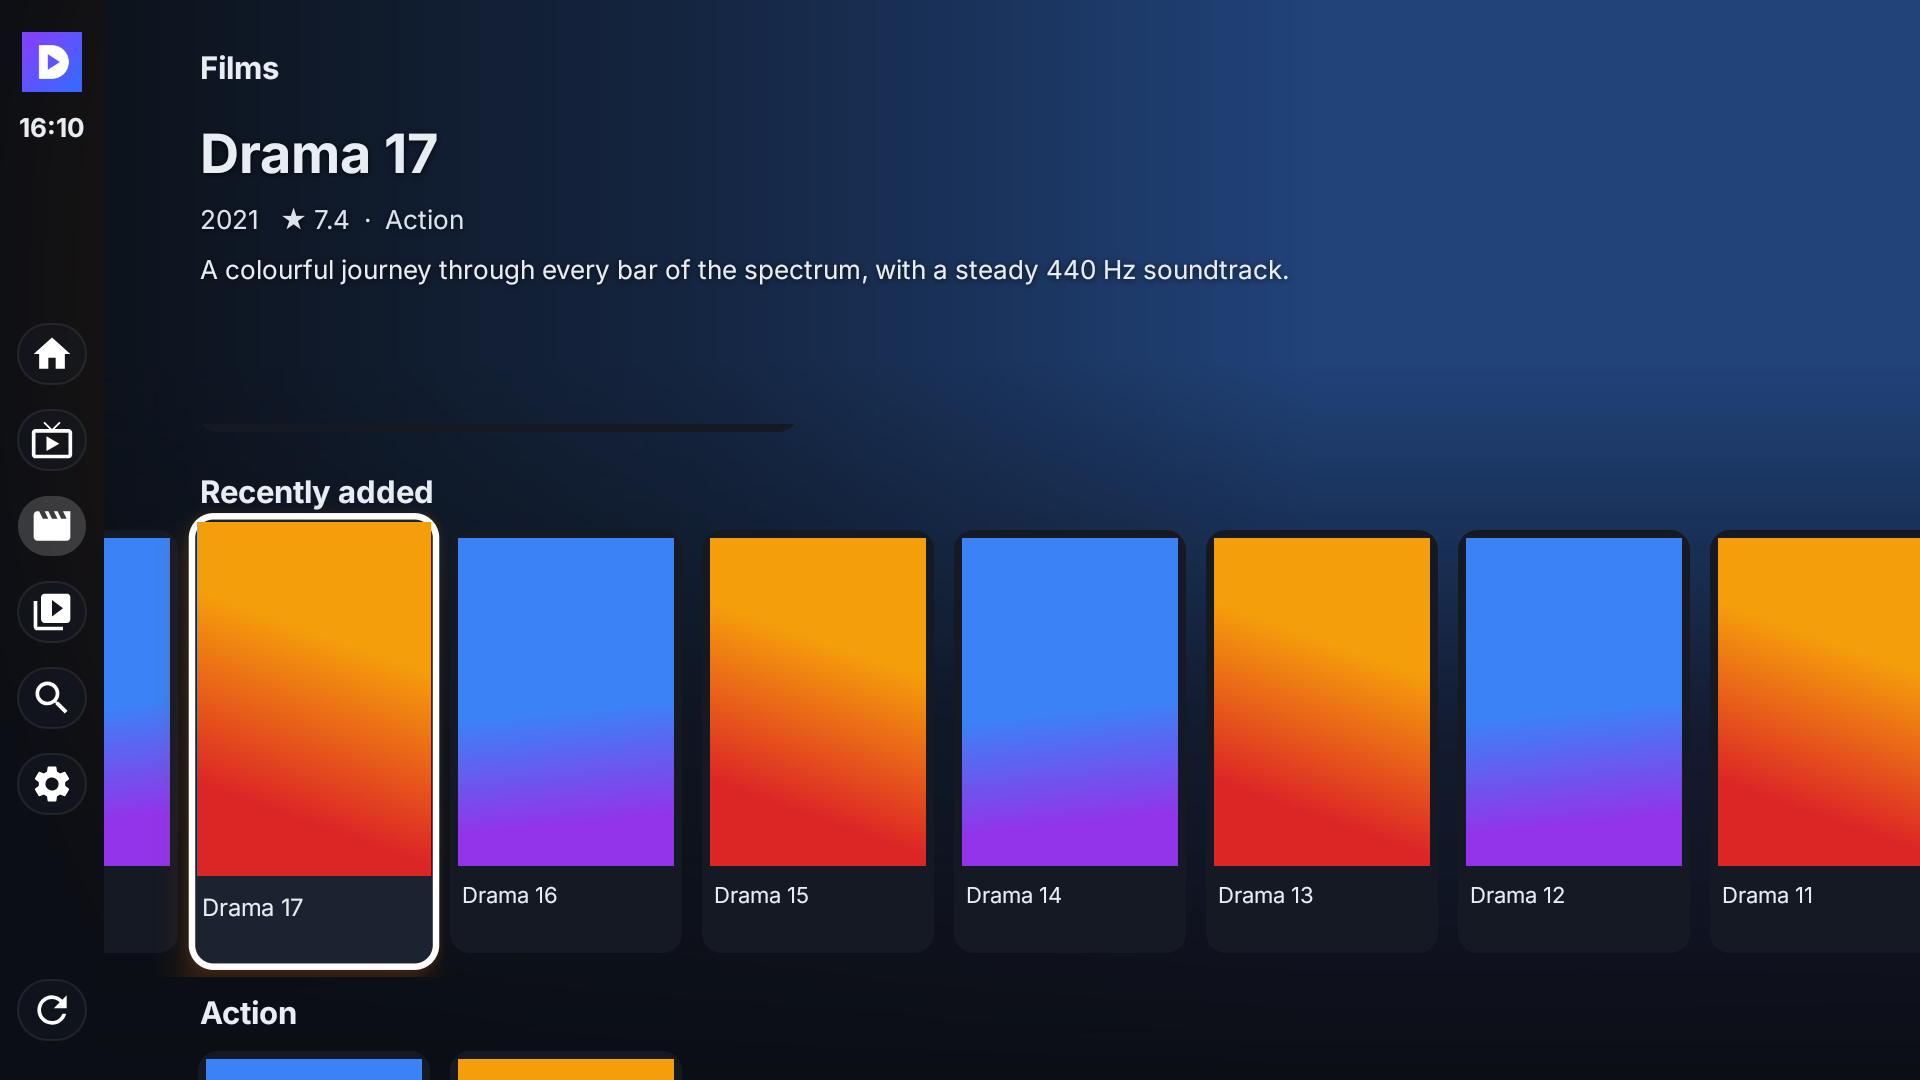 16:10
Films
Drama 17
2021 ★ 7.4 · Action
A colourful journey through every bar of the spectrum, with a steady 440 Hz soundtrack.
Recently added
Drama 17
Drama 16
Drama 15
Drama 14
Drama 13
Drama 12
Drama 11
Action